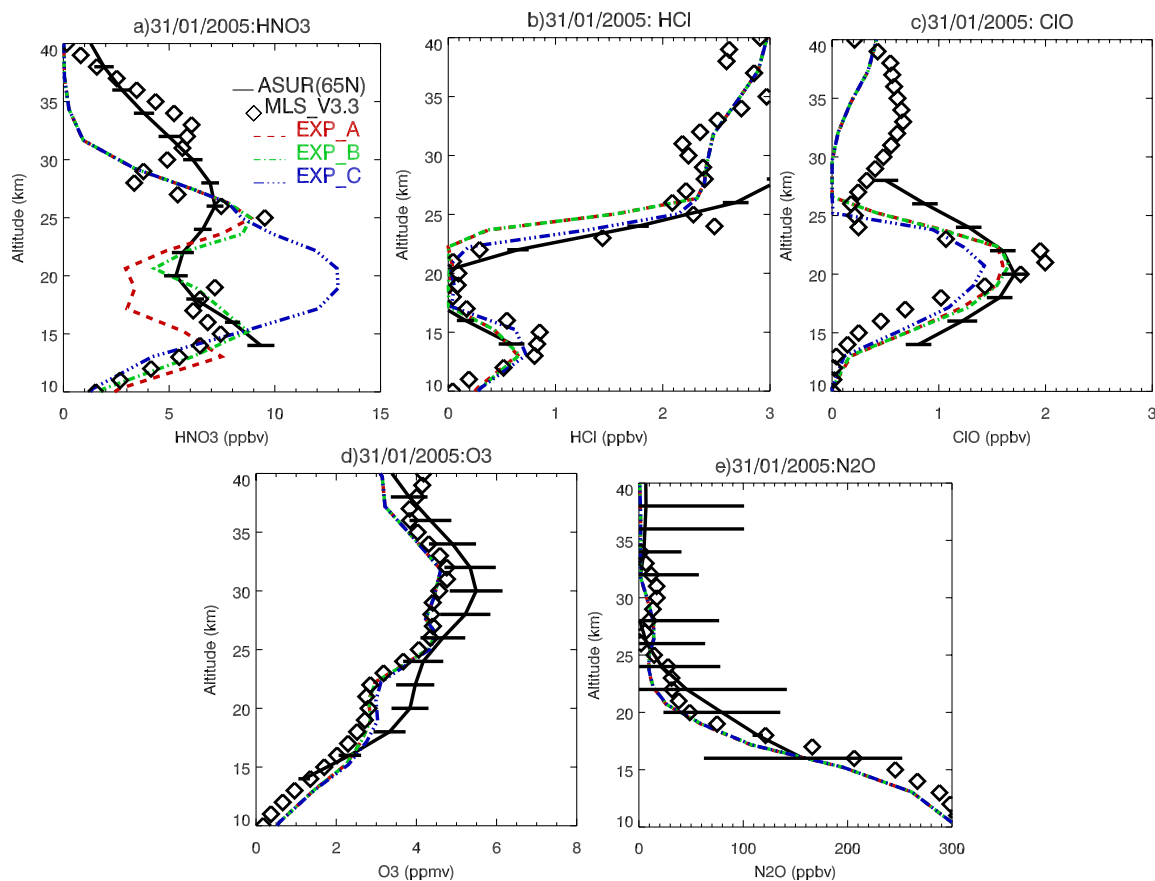 a)31/01/2005:HNO3
b)31/01/2005: HCl
c)31/01/2005: ClO
ASUR(65N)
MLS_V3.3
EXP_A
EXP_B
EXP_C
Altitude (km)
40
35
30
25
20
15
10
0
5
10
15
HNO3 (ppbv)
Altitude (km)
40
35
30
25
20
15
10
0
1
2
3
HCl (ppbv)
Altitude (km)
40
35
30
25
20
15
10
0
1
2
3
ClO (ppbv)
d)31/01/2005:O3
e)31/01/2005:N2O
Altitude (km)
40
35
30
25
20
15
10
0
2
4
6
8
O3 (ppmv)
Altitude (km)
40
35
30
25
20
15
10
0
100
200
300
N2O (ppbv)